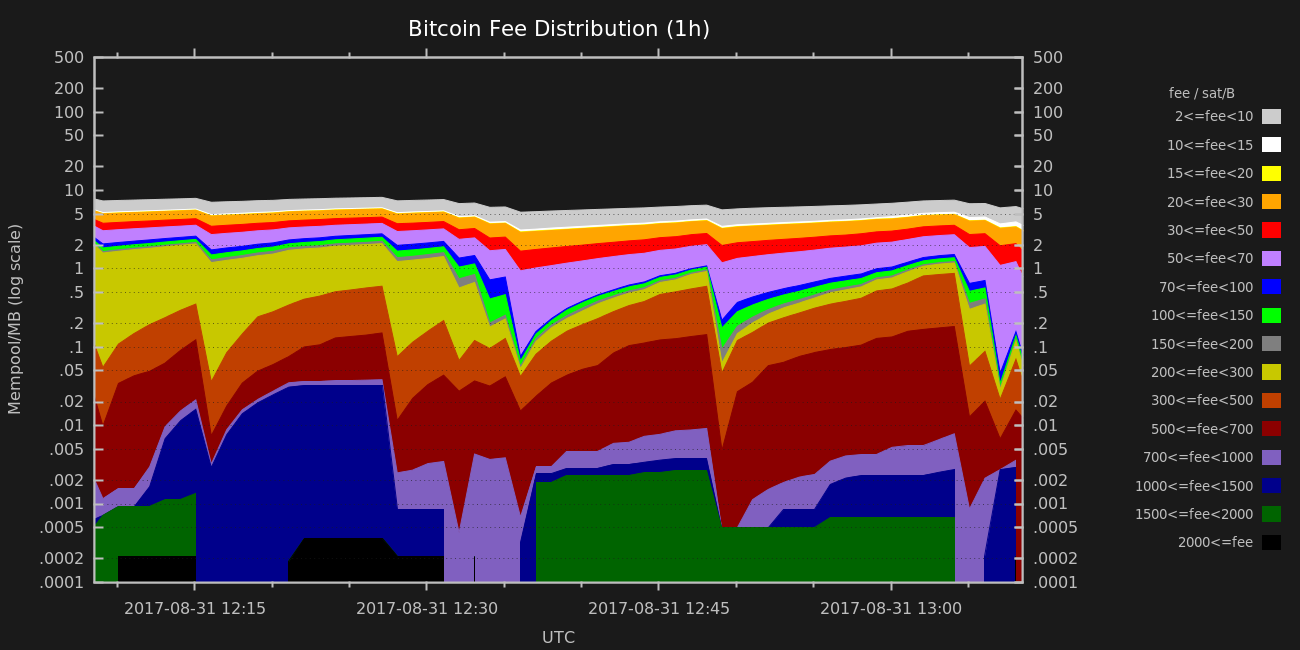 Bitcoin Fee Distribution (1h)
Mempool/MB (log scale)
500
200
100
50
20
10
5
2
1
.5
.2
.1
.05
.02
.01
.005
.002
.001
.0005
.0002
.0001
500
200
100
50
20
10
5
2
1
.5
.2
.1
.05
.02
.01
.005
.002
.001
.0005
.0002
.0001
fee / sat/B
2<=fee<10
10<=fee<15
15<=fee<20
20<=fee<30
30<=fee<50
50<=fee<70
70<=fee<100
100<=fee<150
150<=fee<200
200<=fee<300
300<=fee<500
500<=fee<700
700<=fee<1000
1000<=fee<1500
1500<=fee<2000
2000<=fee
2017-08-31 12:15 2017-08-31 12:30 2017-08-31 12:45 2017-08-31 13:00
UTC